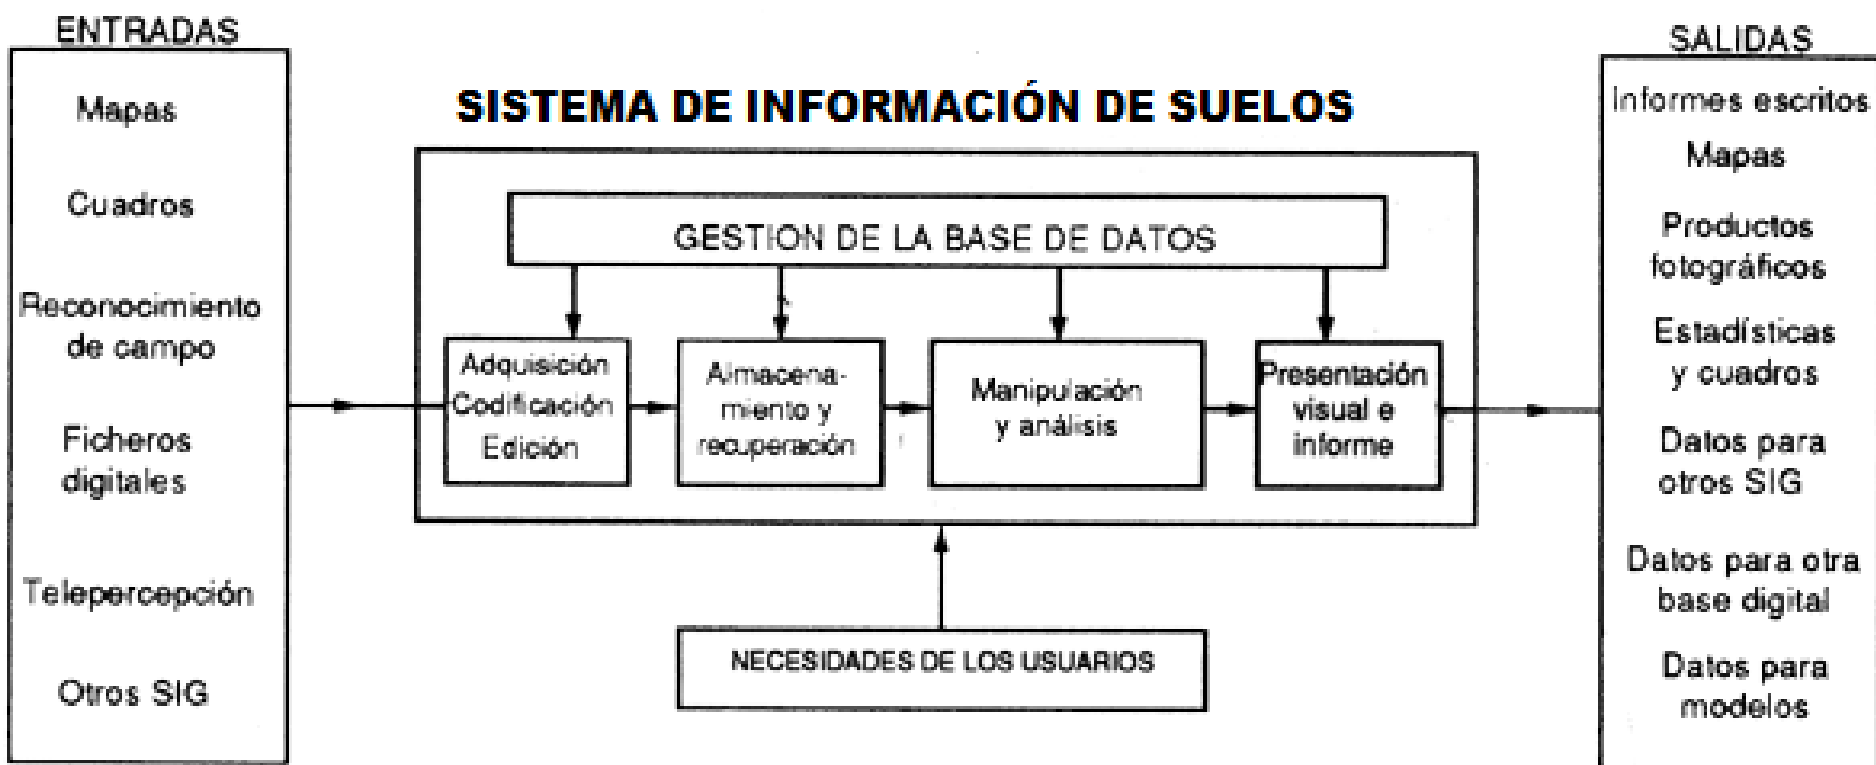 ENTRADAS
Mapas
Cuadros
Reconocimiento
de campo
Ficheros
digitales
Telepercepción
Otros SIG
SISTEMA DE INFORMACIÓN DE SUELOS
GESTION DE LA BASE DE DATOS
Adquisición
Codificación
Edición
Almacena-
miento y
recuperación
Manipulación
y análisis
Presentación
visual e
informe
NECESIDADES DE LOS USUARIOS
SALIDAS
Informes escritos
Mapas
Productos
fotográficos
Estadísticas
y cuadros
Datos para
otros SIG
Datos para otra
base digital
Datos para
modelos